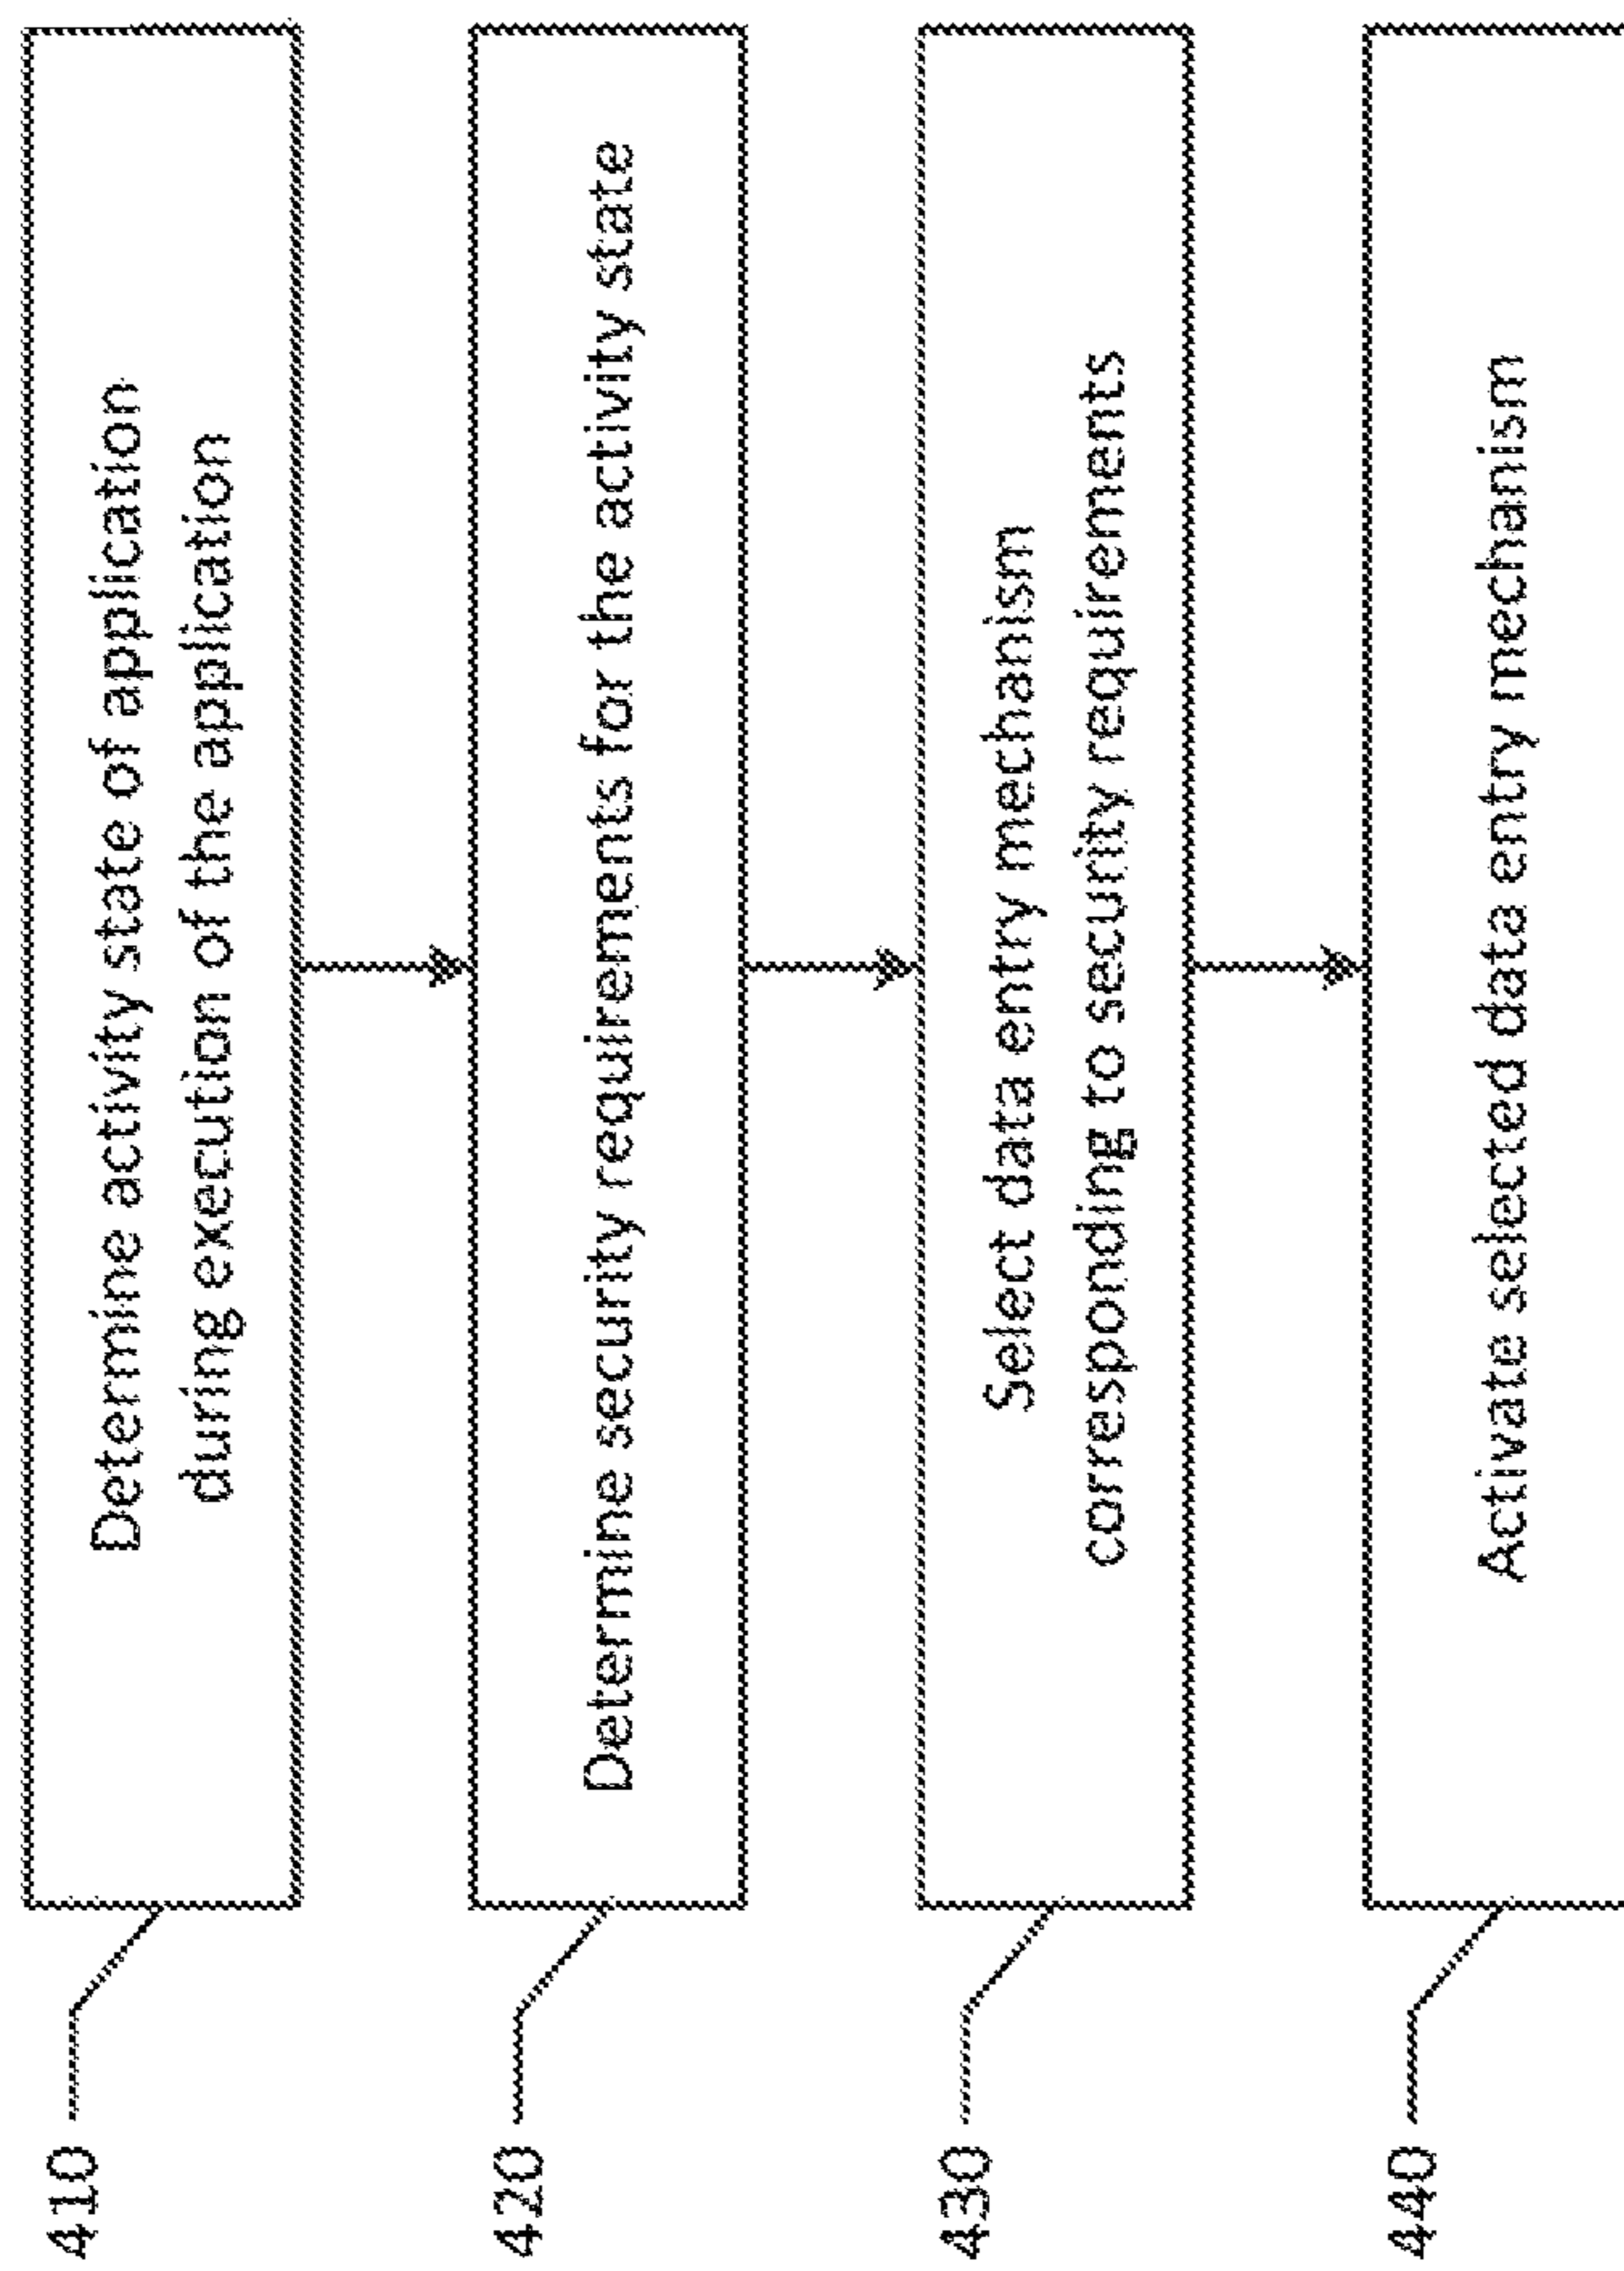 410
Determine activity state of application
during execution of the application
420
Determine security requirements for the activity state
430
Select data entry mechanism
corresponding to security requirements
440
Activate selected data entry mechanism